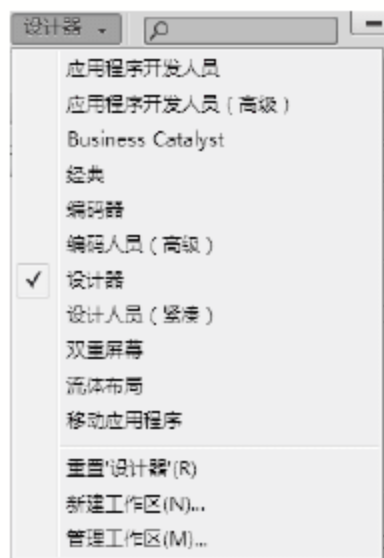 设计器
应用程序开发人员
应用程序开发人员（高级）
Business Catalyst
经典
编码器
编码人员（高级）
设计器
设计人员（紧凑）
双重屏幕
流体布局
移动应用程序
重置'设计器'(R)
新建工作区(N)...
管理工作区(M)...